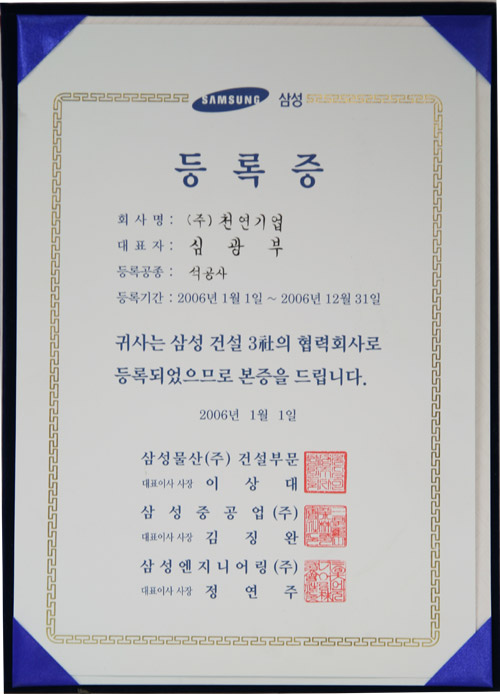 SAMSUNG 삼성
등록증
회사명 : (주) 천연기업
대표자 : 심광부
등록공종 : 석공사
등록기간 : 2006년 1월 1일 ~ 2006년 12월 31일
귀사는 삼성 건설 3社의 협력회사로
등록되었으므로 본증을 드립니다.
2006년 1월 1일
삼성물산(주) 건설부문
대표이사 사장 이상대
삼성중공업(주)
대표이사 사장 김징완
삼성엔지니어링(주)
대표이사 사장 정연주